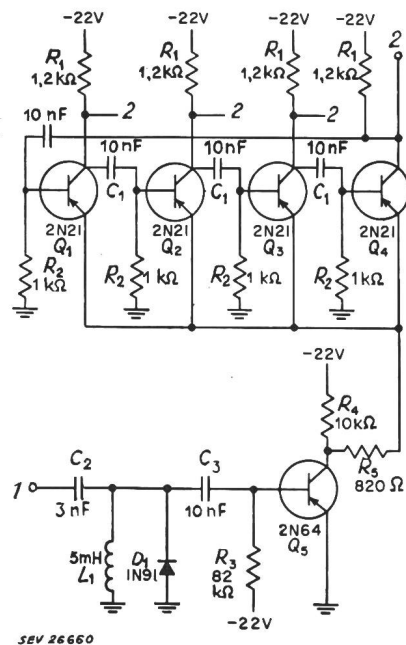 -22V -22V -22V -22V 2
R₁ R₁ R₁ R₁
1,2kΩ 1,2kΩ 1,2kΩ 1,2kΩ
2 2 2
10 nF 10nF 10nF 10nF
C₁ C₁ C₁
2N21 2N21 2N21 2N21
Q₁ Q₂ Q₃ Q₄
R₂ R₂ R₂ R₂
1 kΩ 1 kΩ 1kΩ 1kΩ
-22V
R₄
10kΩ
R₅
820 Ω
1 C₂ C₃
3 nF 10nF
2N64
Q₅
5mH
L₁
D₁
1N91
R₃
82
kΩ
-22V
SEV 26660